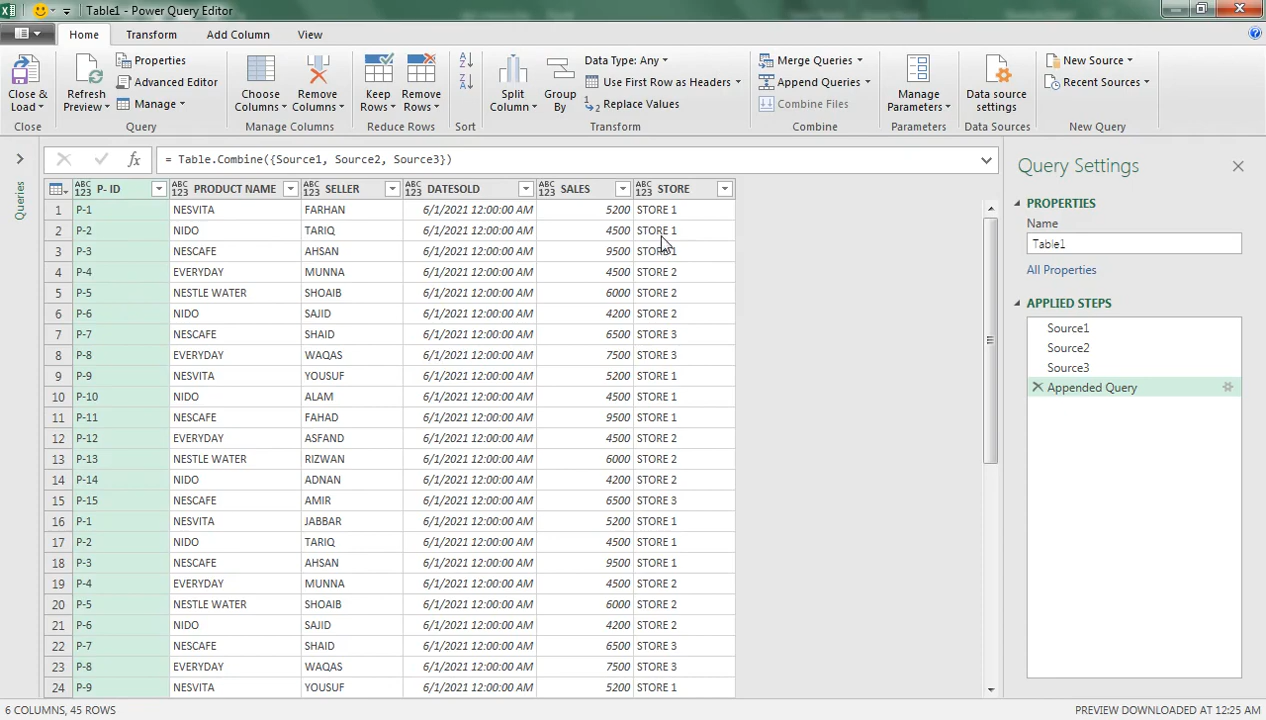 Table1 - Power Query Editor
Home Transform Add Column View
Close & Load
Close
Refresh Preview
Properties
Advanced Editor
Manage
Query
Choose Columns
Remove Columns
Manage Columns
Keep Rows
Remove Rows
Reduce Rows
Sort
Split Column
Group By
Data Type: Any
Use First Row as Headers
Replace Values
Transform
Merge Queries
Append Queries
Combine Files
Combine
Manage Parameters
Parameters
Data source settings
Data Sources
New Source
Recent Sources
New Query
Queries
= Table.Combine({Source1, Source2, Source3})
ABC 123 P- ID ABC 123 PRODUCT NAME ABC 123 SELLER ABC 123 DATESOLD ABC 123 SALES ABC 123 STORE
1 P-1 NESVITA FARHAN 6/1/2021 12:00:00 AM 5200 STORE 1
2 P-2 NIDO TARIQ 6/1/2021 12:00:00 AM 4500 STORE 1
3 P-3 NESCAFE AHSAN 6/1/2021 12:00:00 AM 9500 STORE 1
4 P-4 EVERYDAY MUNNA 6/1/2021 12:00:00 AM 4500 STORE 2
5 P-5 NESTLE WATER SHOAIB 6/1/2021 12:00:00 AM 6000 STORE 2
6 P-6 NIDO SAJID 6/1/2021 12:00:00 AM 4200 STORE 2
7 P-7 NESCAFE SHAID 6/1/2021 12:00:00 AM 6500 STORE 3
8 P-8 EVERYDAY WAQAS 6/1/2021 12:00:00 AM 7500 STORE 3
9 P-9 NESVITA YOUSUF 6/1/2021 12:00:00 AM 5200 STORE 1
10 P-10 NIDO ALAM 6/1/2021 12:00:00 AM 4500 STORE 1
11 P-11 NESCAFE FAHAD 6/1/2021 12:00:00 AM 9500 STORE 1
12 P-12 EVERYDAY ASFAND 6/1/2021 12:00:00 AM 4500 STORE 2
13 P-13 NESTLE WATER RIZWAN 6/1/2021 12:00:00 AM 6000 STORE 2
14 P-14 NIDO ADNAN 6/1/2021 12:00:00 AM 4200 STORE 2
15 P-15 NESCAFE AMIR 6/1/2021 12:00:00 AM 6500 STORE 3
16 P-1 NESVITA JABBAR 6/1/2021 12:00:00 AM 5200 STORE 1
17 P-2 NIDO TARIQ 6/1/2021 12:00:00 AM 4500 STORE 1
18 P-3 NESCAFE AHSAN 6/1/2021 12:00:00 AM 9500 STORE 1
19 P-4 EVERYDAY MUNNA 6/1/2021 12:00:00 AM 4500 STORE 2
20 P-5 NESTLE WATER SHOAIB 6/1/2021 12:00:00 AM 6000 STORE 2
21 P-6 NIDO SAJID 6/1/2021 12:00:00 AM 4200 STORE 2
22 P-7 NESCAFE SHAID 6/1/2021 12:00:00 AM 6500 STORE 3
23 P-8 EVERYDAY WAQAS 6/1/2021 12:00:00 AM 7500 STORE 3
24 P-9 NESVITA YOUSUF 6/1/2021 12:00:00 AM 5200 STORE 1
Query Settings
PROPERTIES
Name
Table1
All Properties
APPLIED STEPS
Source1
Source2
Source3
Appended Query
6 COLUMNS, 45 ROWS
PREVIEW DOWNLOADED AT 12:25 AM